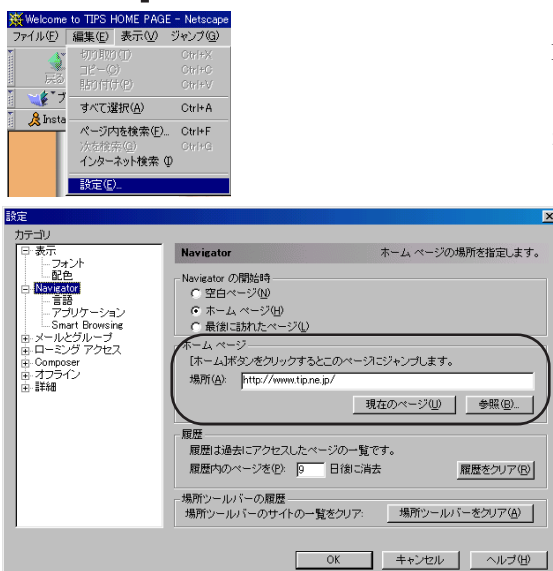 Welcome to TIPS HOME PAGE - Netscape
ファイル(F) 編集(E) 表示(V) ジャンプ(G)
戻る
切り取り(T) Ctrl+X
コピー(C) Ctrl+C
貼り付け(P) Ctrl+V
すべて選択(A) Ctrl+A
ページ内を検索(F)... Ctrl+F
次を検索(G) Ctrl+G
インターネット検索(I)
設定(E)...
ブ
Insta
設定
カテゴリ
表示
フォント
配色
Navigator
言語
アプリケーション
Smart Browsing
メールとグループ
ローミング アクセス
Composer
オフライン
詳細
Navigator ホーム ページの場所を指定します。
Navigator の開始時
空白ページ(N)
ホーム ページ(H)
最後に訪れたページ(L)
ホーム ページ
[ホーム]ボタンをクリックするとこのページにジャンプします。
場所(A): http://www.tip.ne.jp/
現在のページ(U) 参照(B)...
履歴
履歴は過去にアクセスしたページの一覧です。
履歴内のページを(P): 9 日後に消去 履歴をクリア(R)
場所ツールバーの履歴
場所ツールバーのサイトの一覧をクリア: 場所ツールバーをクリア(A)
OK キャンセル ヘルプ(H)